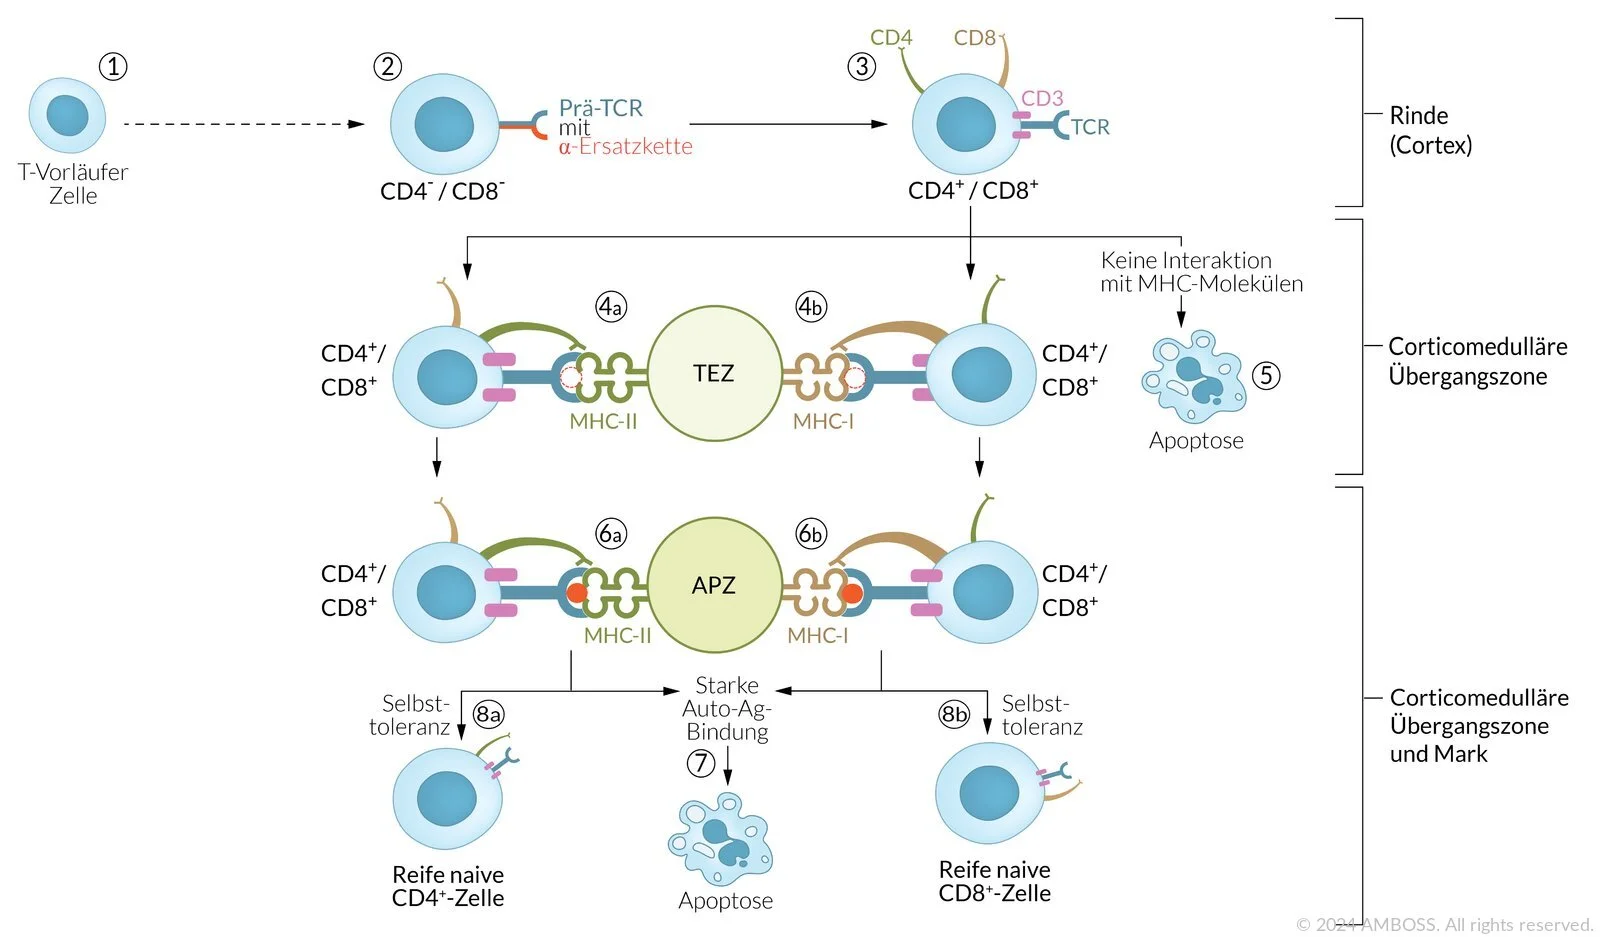 ①
T-Vorläufer
Zelle
②
Prä-TCR
mit
α-Ersatzkette
CD4⁻ / CD8⁻
③
CD4
CD8
CD3
TCR
CD4⁺ / CD8⁺
Rinde
(Cortex)
Keine Interaktion
mit MHC-Molekülen
4a
4b
CD4⁺/
CD8⁺
MHC-II
TEZ
MHC-I
CD4⁺/
CD8⁺
⑤
Apoptose
Corticomedulläre
Übergangszone
6a
6b
CD4⁺/
CD8⁺
MHC-II
APZ
MHC-I
CD4⁺/
CD8⁺
Selbst-
toleranz
8a
Starke
Auto-Ag-
Bindung
⑦
8b
Selbst-
toleranz
Reife naive
CD4⁺-Zelle
Apoptose
Reife naive
CD8⁺-Zelle
Corticomedulläre
Übergangszone
und Mark
© 2024 AMBOSS. All rights reserved.